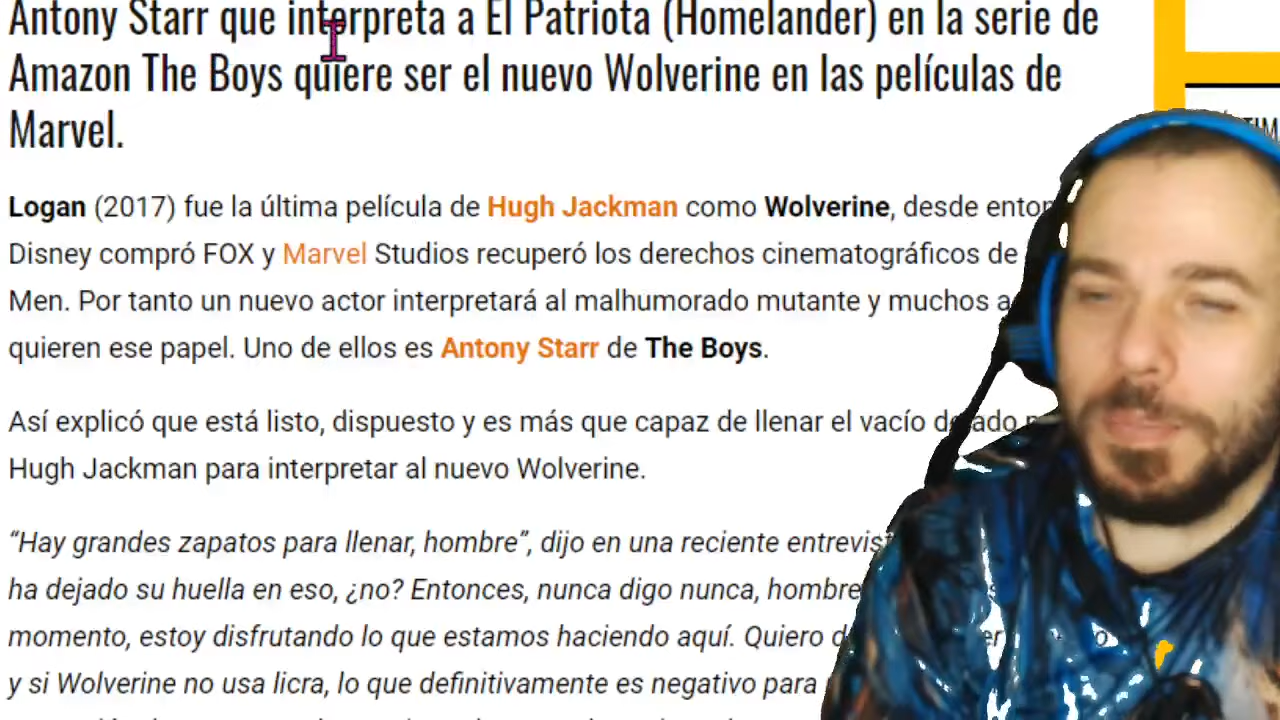 Antony Starr que interpreta a El Patriota (Homelander) en la serie de
Amazon The Boys quiere ser el nuevo Wolverine en las películas de
Marvel.
Logan (2017) fue la última película de Hugh Jackman como Wolverine, desde
Disney compró FOX y Marvel Studios recuperó los derechos cinematográficos de
Men. Por tanto un nuevo actor interpretará al malhumorado mutante y muchos
quieren ese papel. Uno de ellos es Antony Starr de The Boys.
Así explicó que está listo, dispuesto y es más que capaz de llenar el vacío
Hugh Jackman para interpretar al nuevo Wolverine.
“Hay grandes zapatos para llenar, hombre”, dijo en una reciente
ha dejado su huella en eso, ¿no? Entonces, nunca digo nunca, hombre
momento, estoy disfrutando lo que estamos haciendo aquí. Quiero
y si Wolverine no usa licra, lo que definitivamente es negativo para